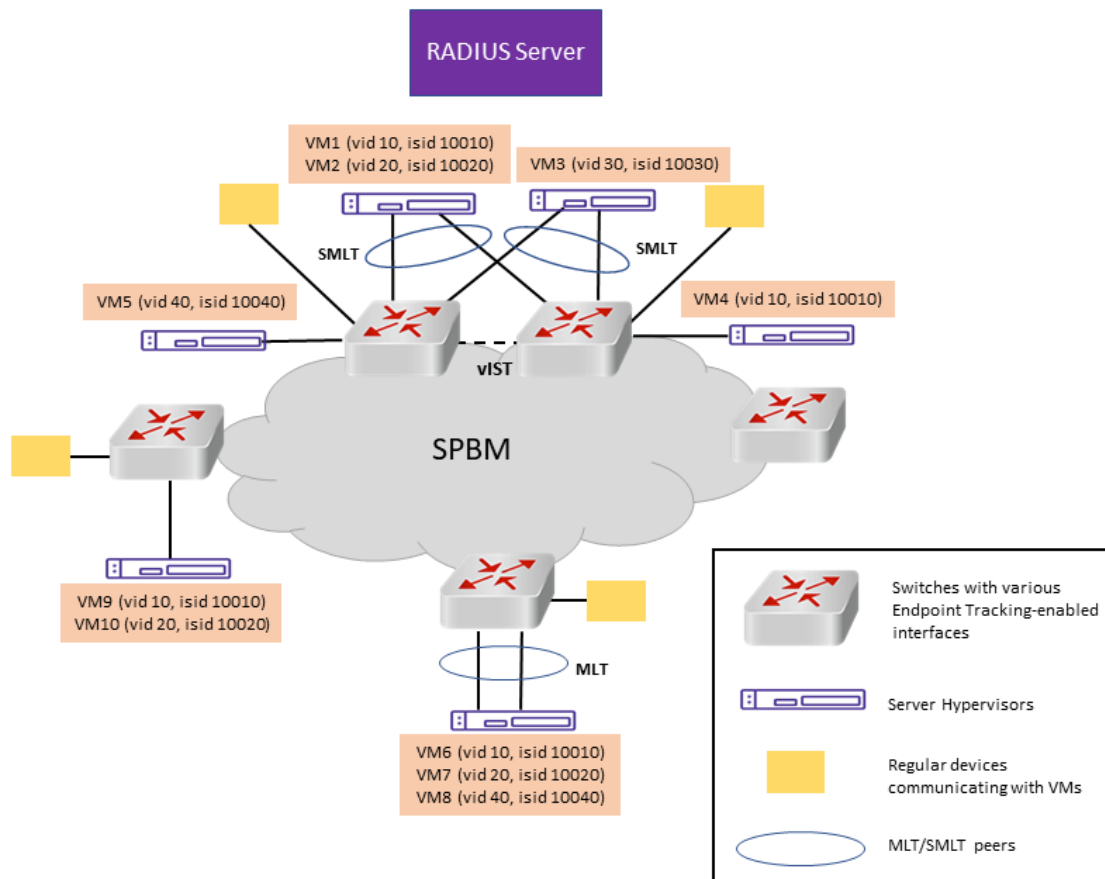 RADIUS Server
VM1 (vid 10, isid 10010)
VM2 (vid 20, isid 10020)
VM3 (vid 30, isid 10030)
SMLT
SMLT
VM5 (vid 40, isid 10040)
VM4 (vid 10, isid 10010)
vIST
SPBM
VM9 (vid 10, isid 10010)
VM10 (vid 20, isid 10020)
MLT
VM6 (vid 10, isid 10010)
VM7 (vid 20, isid 10020)
VM8 (vid 40, isid 10040)
Switches with various
Endpoint Tracking-enabled
interfaces
Server Hypervisors
Regular devices
communicating with VMs
MLT/SMLT peers